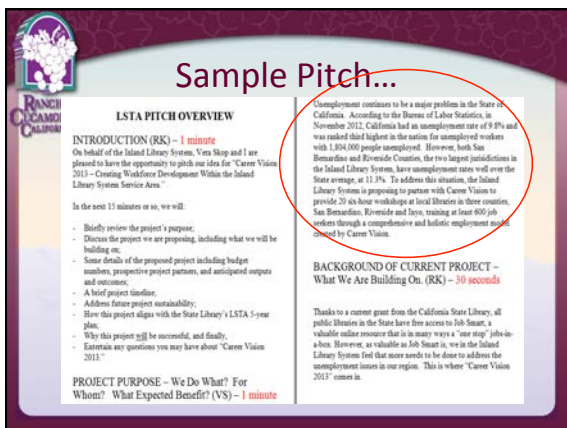 Sample Pitch...
RANCH
CUCAMON
CALIFOR
LSTA PITCH OVERVIEW
INTRODUCTION (RK) – 1 minute
On behalf of the Inland Library System, Vera Skop and I are
pleased to have the opportunity to pitch our idea for "Career Vision
2013 – Creating Workforce Development Within the Inland
Library System Service Area."
In the next 15 minutes or so, we will:
- Briefly review the project's purpose;
- Discuss the project we are proposing, including what we will be
building on;
- Some details of the proposed project including budget
numbers, prospective project partners, and anticipated outputs
and outcomes;
- A brief project timeline;
- Address future project sustainability;
- How this project aligns with the State Library's LSTA 5-year
plan;
- Why this project will be successful, and finally,
- Entertain any questions you may have about "Career Vision
2013."
PROJECT PURPOSE – We Do What? For
Whom? What Expected Benefit? (VS) – 1 minute
Unemployment continues to be a major problem in the State of
California. According to the Bureau of Labor Statistics, in
November 2012, California had an unemployment rate of 9.8% and
was ranked third highest in the nation for unemployed workers
with 1,804,000 people unemployed. However, both San
Bernardino and Riverside Counties, the two largest jurisdictions in
the Inland Library System, have unemployment rates well over the
State average, at 11.3%. To address this situation, the Inland
Library System is proposing to partner with Career Vision to
provide 20 six-hour workshops at local libraries in three counties,
San Bernardino, Riverside and Inyo, training at least 600 job
seekers through a comprehensive and holistic employment model
created by Career Vision.
BACKGROUND OF CURRENT PROJECT –
What We Are Building On. (RK) – 30 seconds
Thanks to a current grant from the California State Library, all
public libraries in the State have free access to Job Smart, a
valuable online resource that is in many ways a "one stop" jobs-in-
a-box. However, as valuable as Job Smart is, we in the Inland
Library System feel that more needs to be done to address the
unemployment issues in our region. This is where "Career Vision
2013" comes in.